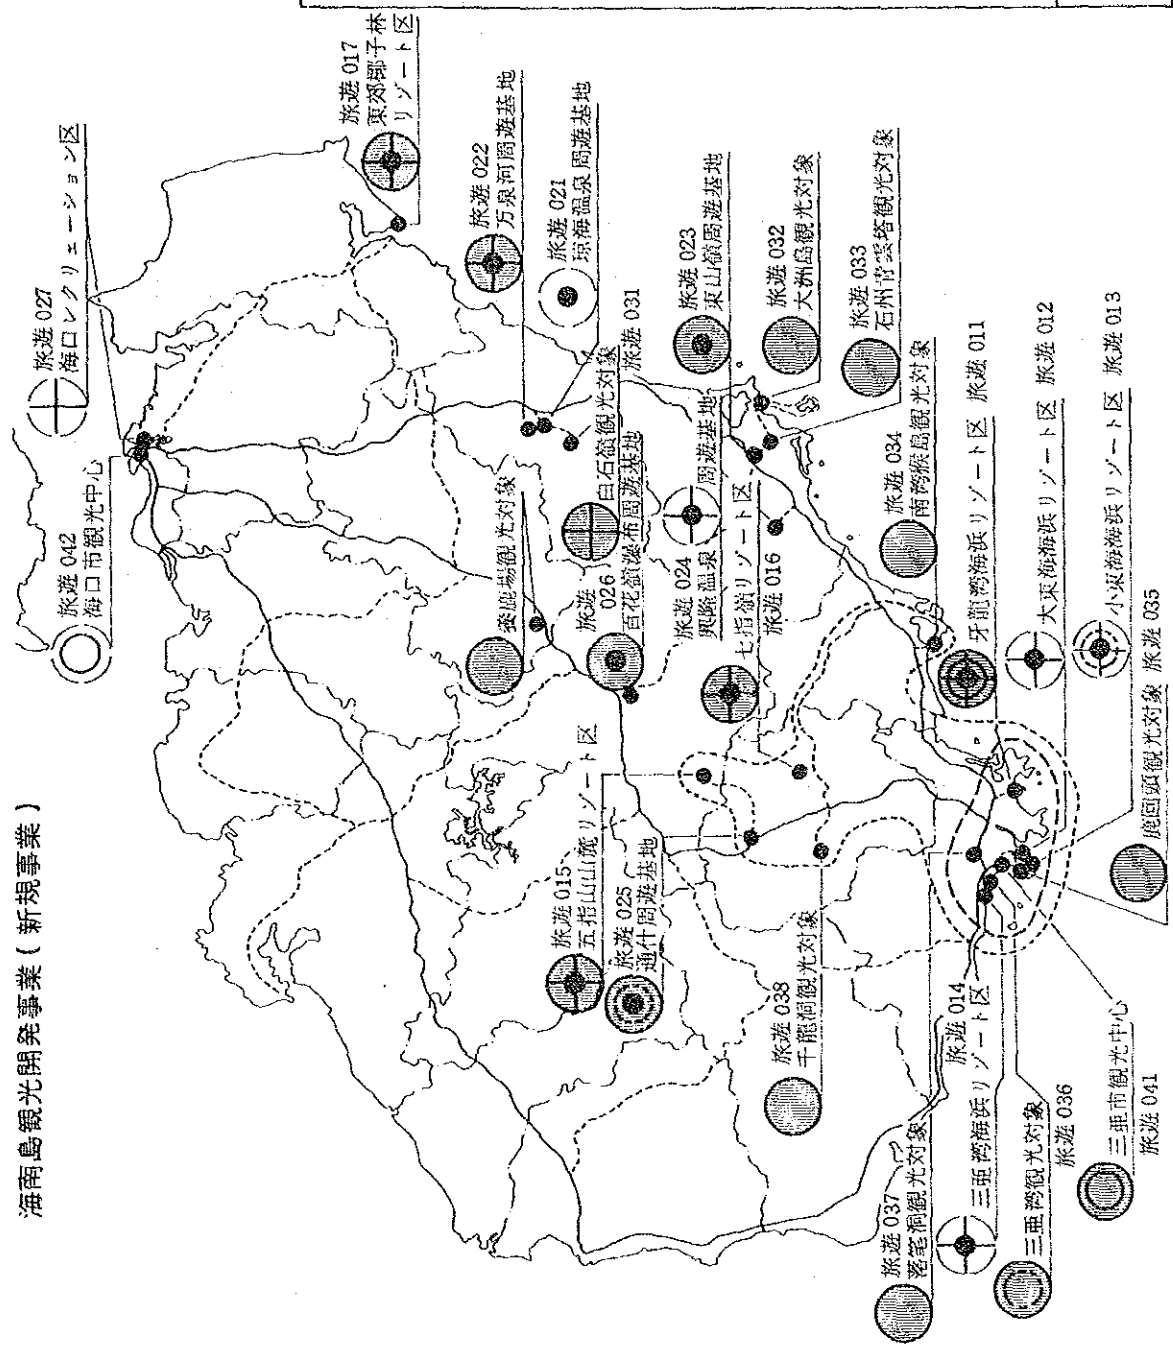 海南島観光開発事業(新規事業)
旅遊 042
海口市観光中心
旅遊 027
海口レクリェーション区
旅遊 017
東郊椰子林
リゾート区
旅遊 022
万泉河周遊基地
旅遊 021
琼海温泉周遊基地
旅遊 031
白石嶺観光対象
鹿場観光対象
旅遊
026
百花嶺瀑布周遊基地
旅遊 023
東山嶺周遊基地
旅遊 032
大洲島観光対象
旅遊 033
石州青雲塔観光対象
旅遊 024
興隆温泉
周遊基地
七指嶺リゾート区
旅遊 016
旅遊 034
南湾猴島観光対象
旅遊 015
五指山山麓リゾート区
旅遊 025
通什周遊基地
牙龍湾海浜リゾート区 旅遊 011
大東海海浜リゾート区 旅遊 012
小東海海浜リゾート区 旅遊 013
鹿回頭観光対象 旅遊 035
旅遊 038
千龍洞観光対象
旅遊 037
落笔洞観光対象
旅遊 014
三亜湾海浜リゾート区
三亜湾観光対象
旅遊 036
三亜市観光中心
旅遊 041